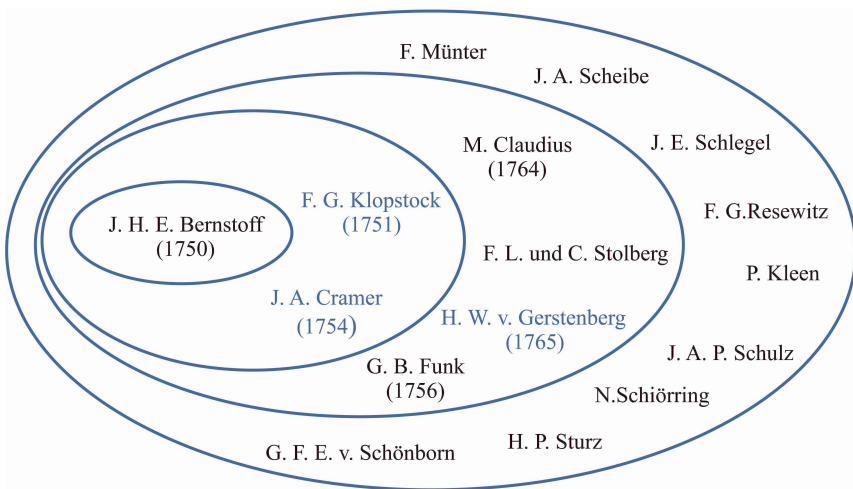 F. Münter
J. A. Scheibe
M. Claudius
(1764)
J. E. Schlegel
F. G. Klopstock
(1751)
J. H. E. Bernstoff
(1750)
F. G.Resewitz
F. L. und C. Stolberg
P. Kleen
J. A. Cramer
(1754)
H. W. v. Gerstenberg
(1765)
G. B. Funk
(1756)
J. A. P. Schulz
N.Schiörring
H. P. Sturz
G. F. E. v. Schönborn